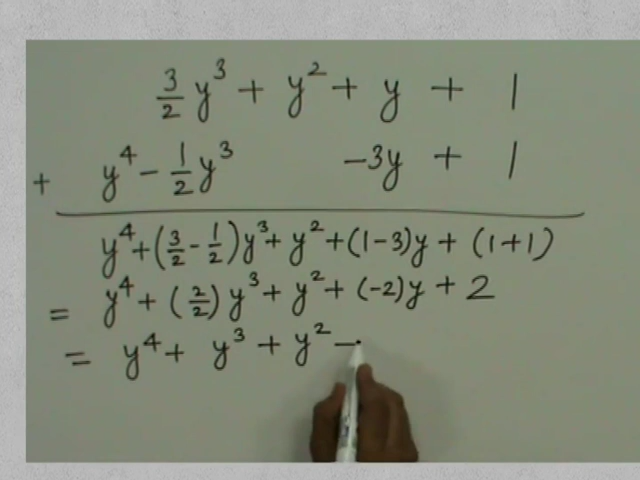 3/2 y³ + y² + y + 1
+ y⁴ - 1/2 y³ -3y + 1
y⁴ + (3/2 - 1/2) y³ + y² + (1-3)y + (1+1)
= y⁴ + (2/2) y³ + y² + (-2)y + 2
= y⁴ + y³ + y² -